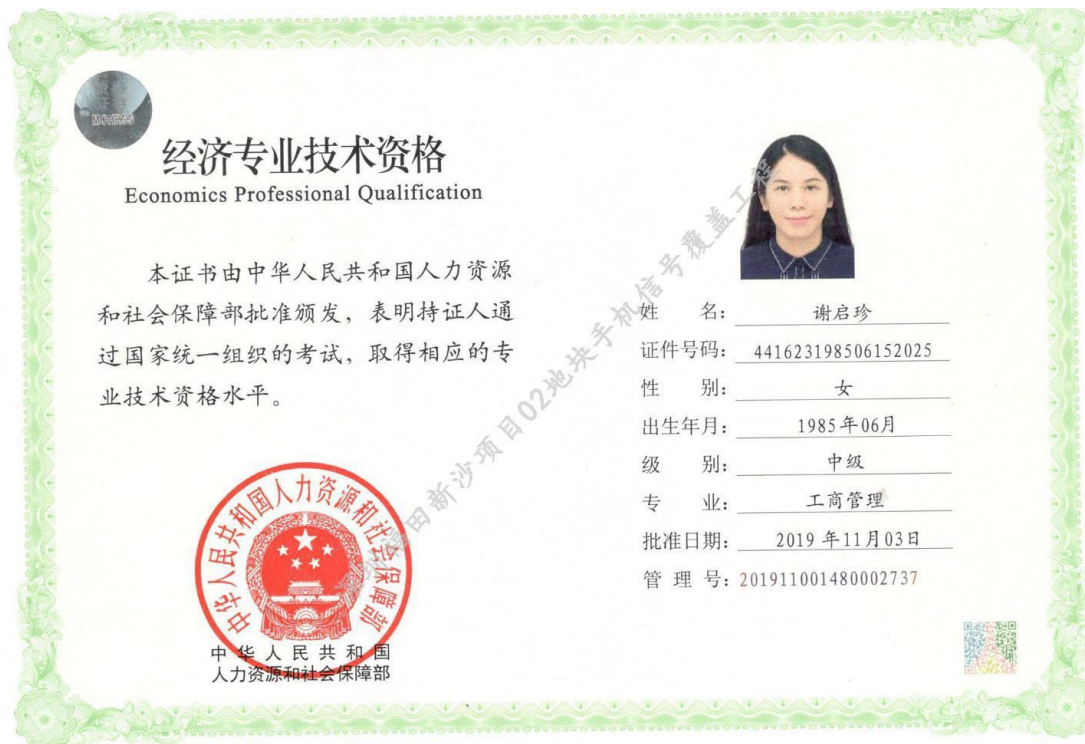 MOHRSS
经济专业技术资格
Economics Professional Qualification
本证书由中华人民共和国人力资源
和社会保障部批准颁发，表明持证人通
过国家统一组织的考试，取得相应的专
业技术资格水平。
中华人民共和国人力资源和社会保障部
中华人民共和国
人力资源和社会保障部
姓 名：谢启珍
证件号码：441623198506152025
性 别：女
出生年月：1985年06月
级 别：中级
专 业：工商管理
批准日期：2019年11月03日
管 理 号：201911001480002737
田新沙项目02地块手机信号覆盖工程